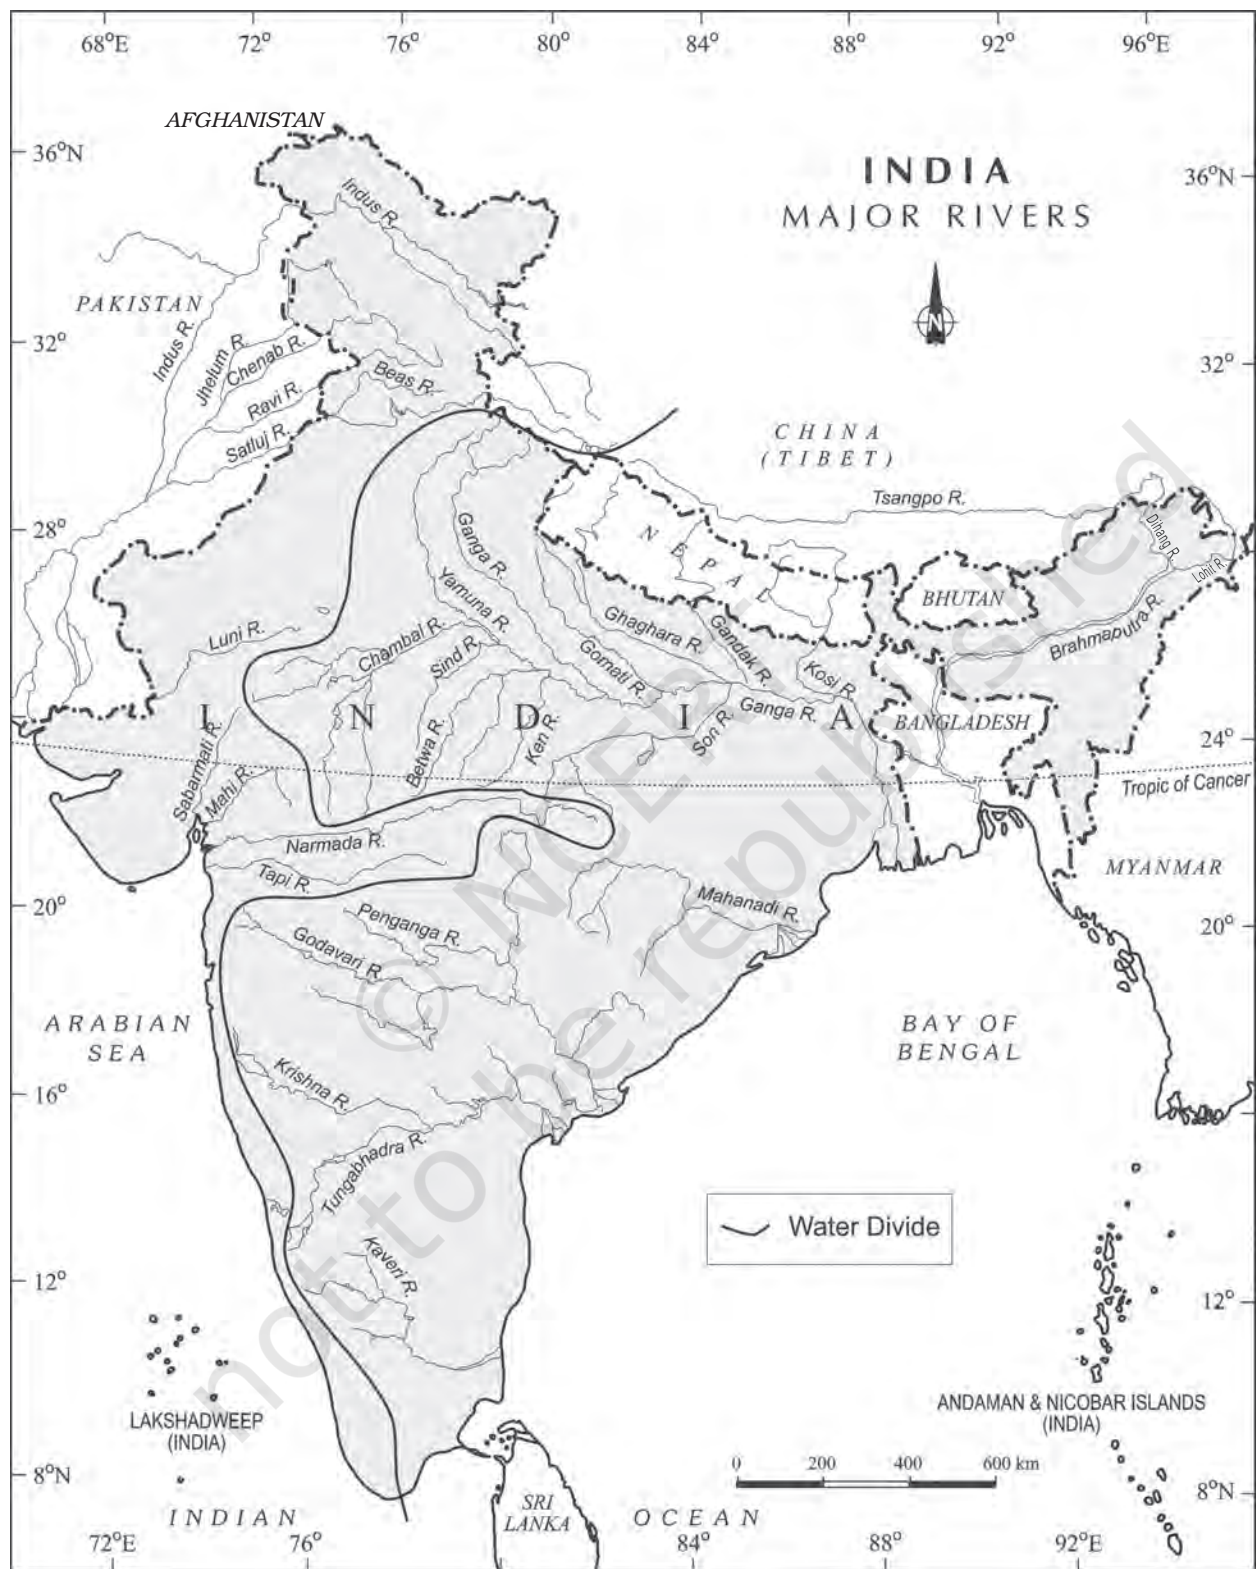 68°E 72° 76° 80° 84° 88° 92° 96°E
AFGHANISTAN
36°N
INDIA
36°N
MAJOR RIVERS
Indus R.
N
PAKISTAN
Indus R.
32°
Jhelum R.
Chenab R.
32°
Beas R.
Ravi R.
Satluj R.
CHINA
(TIBET)
Tsangpo R.
28°
28°
Dihang R
Lohit R.
NEPA
Ganga R.
Yamuna R.
BHUTAN
Brahmaputra R.
Luni R.
Chambal R.
Sind R.
Ghaghara R.
Gomati R.
Gandak R.
Kosi R.
I N D I A
Ganga R.
BANGLADESH
Sabarmati R.
Mahi R.
Betwa R.
Ken R.
Son R.
24°
Tropic of Cancer
Narmada R.
Tapi R.
MYANMAR
20°
Mahanadi R.
20°
Penganga R.
Godavari R.
ARABIAN
SEA
BAY OF
BENGAL
Krishna R.
16°
Tungabhadra R.
Water Divide
Kaveri R.
12°
12°
LAKSHADWEEP
(INDIA)
ANDAMAN & NICOBAR ISLANDS
(INDIA)
0 200 400 600 km
8°N
8°N
INDIAN
SRI
LANKA
OCEAN
72°E 76° 84° 88° 92°E
© NCERT
not to be republished